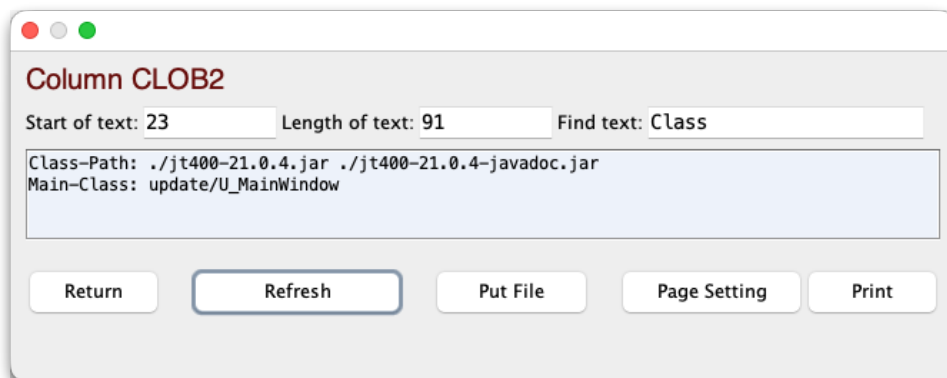 Column CLOB2
Start of text: 23 Length of text: 91 Find text: Class
Class-Path: ./jt400-21.0.4.jar ./jt400-21.0.4-javadoc.jar
Main-Class: update/U_MainWindow
Return Refresh Put File Page Setting Print